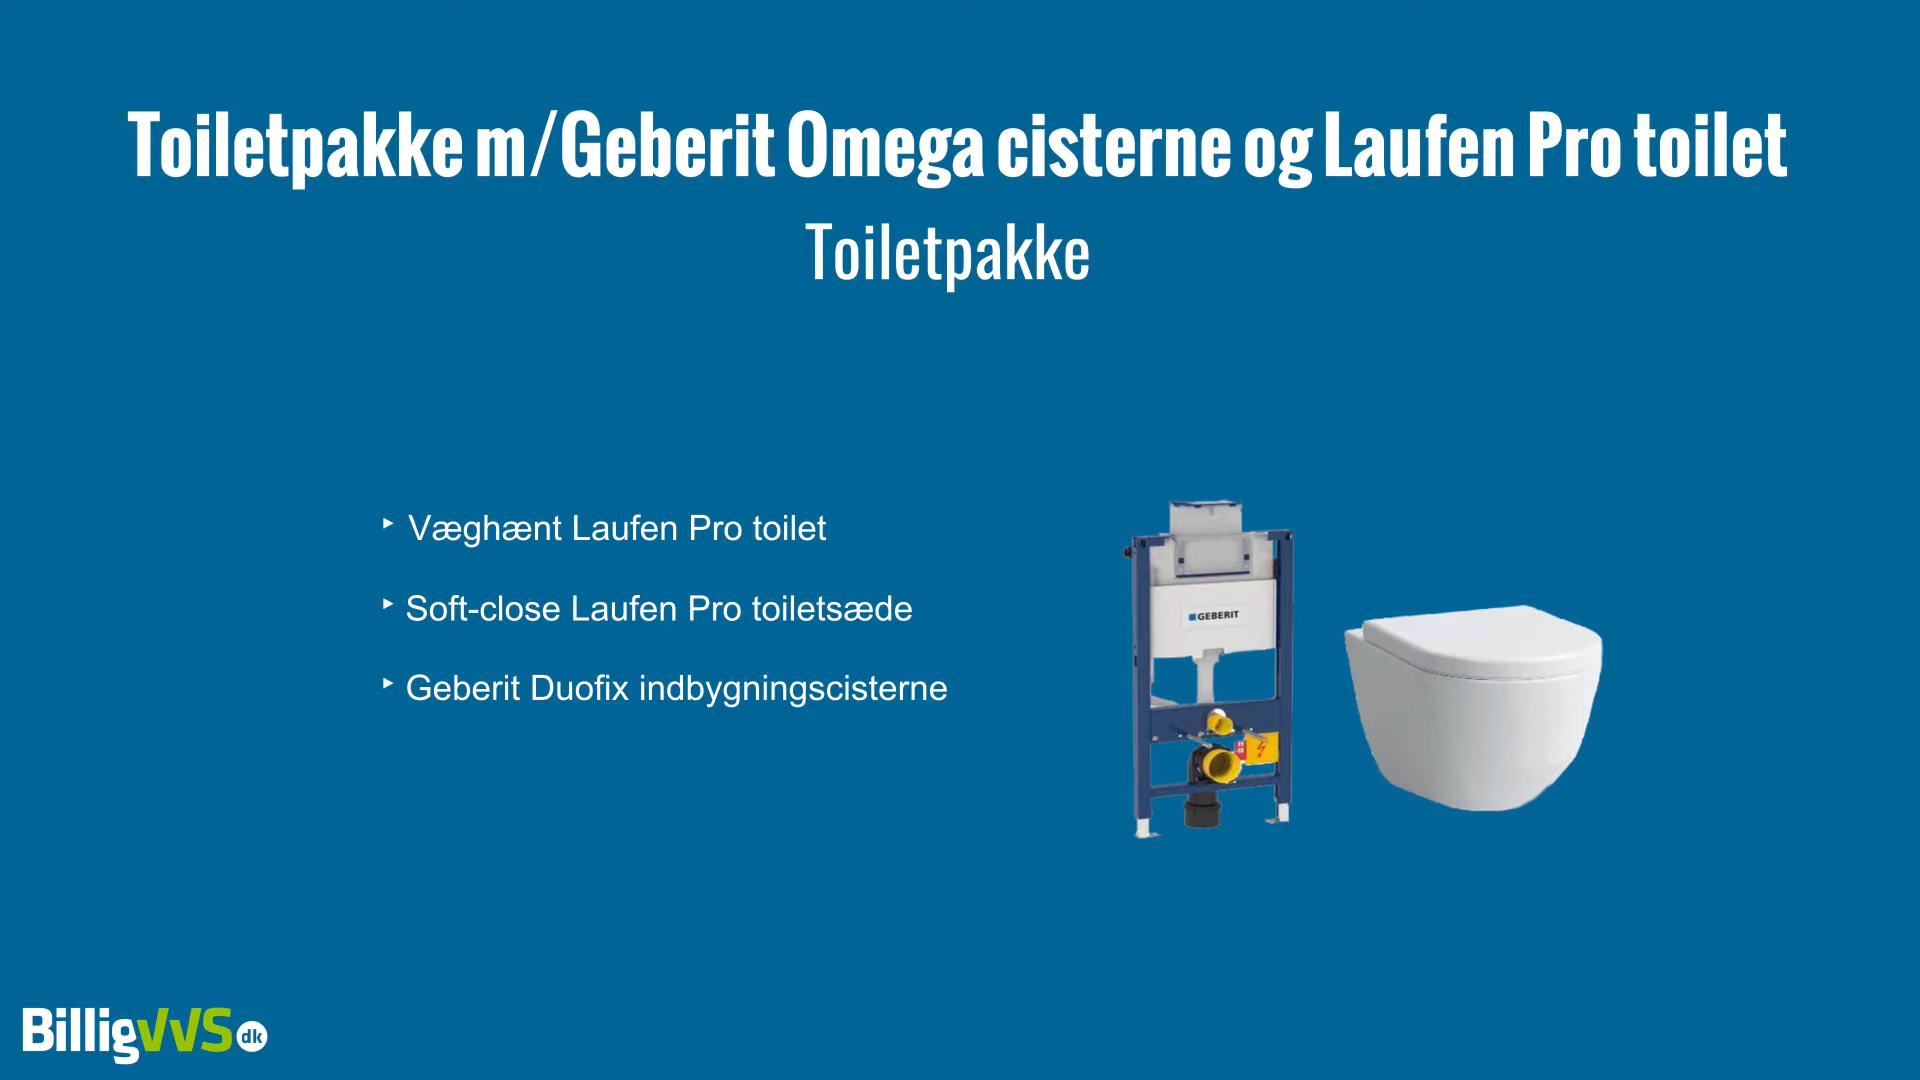 Toiletpakke m/Geberit Omega cisterne og Laufen Pro toilet
Toiletpakke
‣ Væghænt Laufen Pro toilet
‣ Soft-close Laufen Pro toiletsæde
‣ Geberit Duofix indbygningscisterne
GEBERIT
BilligVVS dk